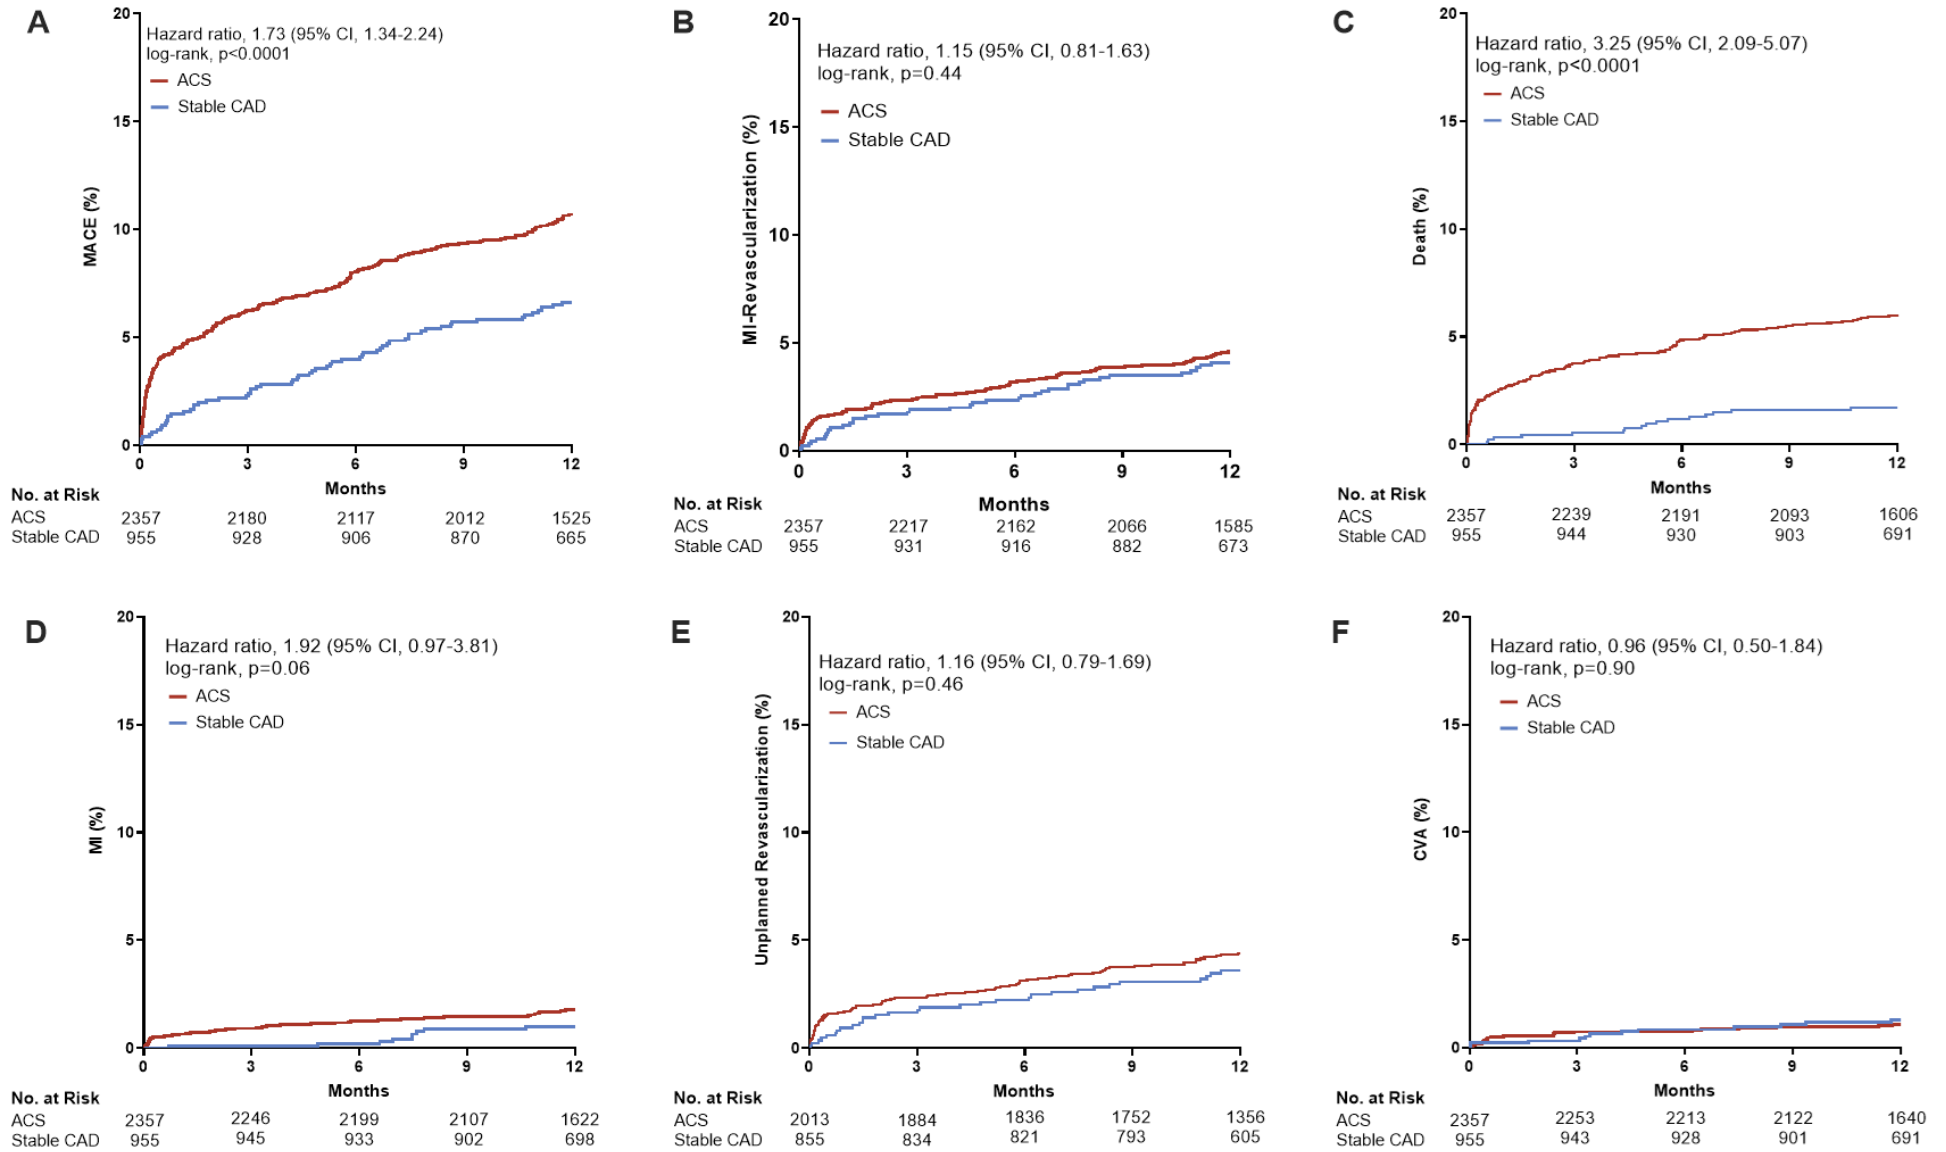 A
20
15
10
5
0
MACE (%)
Hazard ratio, 1.73 (95% CI, 1.34-2.24)
log-rank, p<0.0001
ACS
Stable CAD
0 3 6 9 12
Months
No. at Risk
ACS 2357 2180 2117 2012 1525
Stable CAD 955 928 906 870 665
B
20
15
10
5
0
MI-Revascularization (%)
Hazard ratio, 1.15 (95% CI, 0.81-1.63)
log-rank, p=0.44
ACS
Stable CAD
0 3 6 9 12
Months
No. at Risk
ACS 2357 2217 2162 2066 1585
Stable CAD 955 931 916 882 673
C
20
15
10
5
0
Death (%)
Hazard ratio, 3.25 (95% CI, 2.09-5.07)
log-rank, p<0.0001
ACS
Stable CAD
0 3 6 9 12
Months
No. at Risk
ACS 2357 2239 2191 2093 1606
Stable CAD 955 944 930 903 691
D
20
15
10
5
0
MI (%)
Hazard ratio, 1.92 (95% CI, 0.97-3.81)
log-rank, p=0.06
ACS
Stable CAD
0 3 6 9 12
Months
No. at Risk
ACS 2357 2246 2199 2107 1622
Stable CAD 955 945 933 902 698
E
20
15
10
5
0
Unplanned Revascularization (%)
Hazard ratio, 1.16 (95% CI, 0.79-1.69)
log-rank, p=0.46
ACS
Stable CAD
0 3 6 9 12
Months
No. at Risk
ACS 2013 1884 1836 1752 1356
Stable CAD 855 834 821 793 605
F
20
15
10
5
0
CVA (%)
Hazard ratio, 0.96 (95% CI, 0.50-1.84)
log-rank, p=0.90
ACS
Stable CAD
0 3 6 9 12
Months
No. at Risk
ACS 2357 2253 2213 2122 1640
Stable CAD 955 943 928 901 691